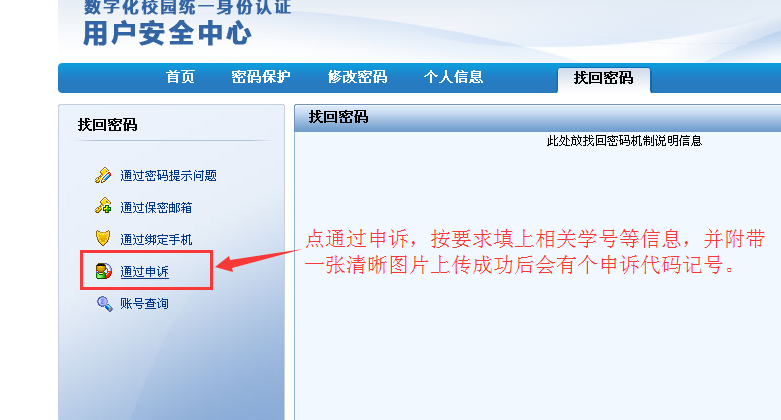 数字化校园统一身份认证
用户安全中心
首页 密码保护 修改密码 个人信息 找回密码
找回密码
找回密码
此处放找回密码机制说明信息
通过密码提示问题
通过保密邮箱
通过绑定手机
通过申诉
账号查询
点通过申诉，按要求填上相关学号等信息，并附带
一张清晰图片上传成功后会有个申诉代码记号。